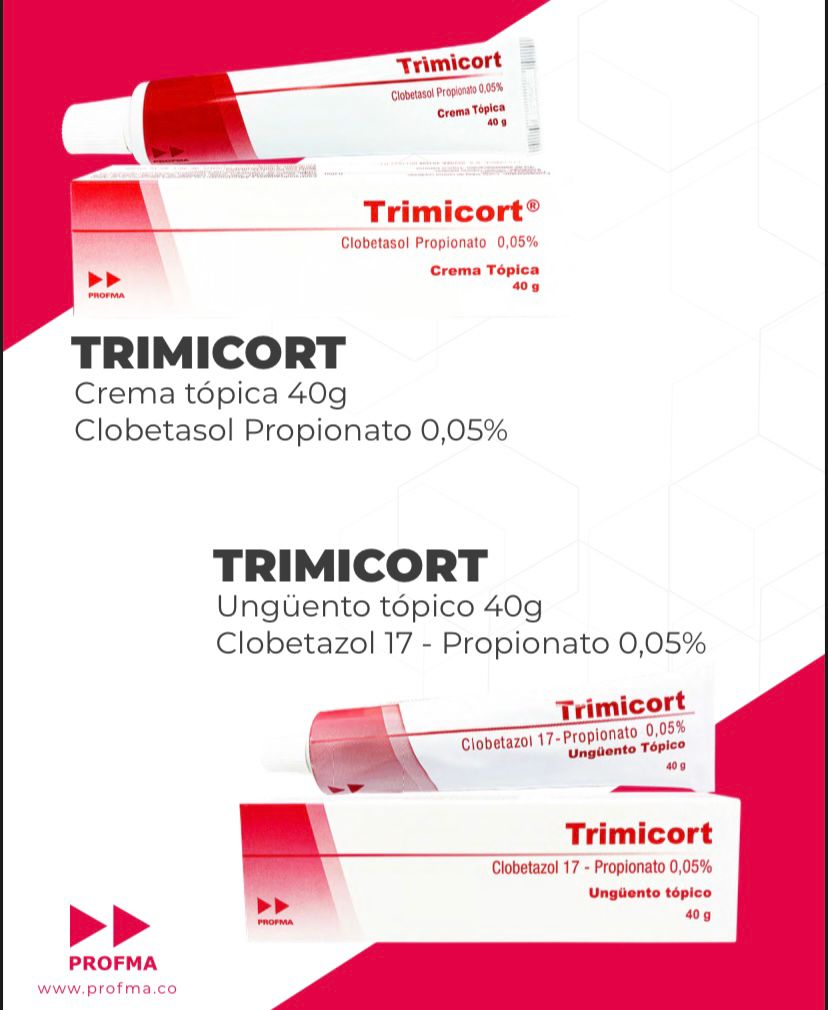 Trimicort
Clobetasol Propionato 0,05%
Crema Tópica
40 g
PROFMA
Trimicort®
Clobetasol Propionato 0,05%
Crema Tópica
40 g
PROFMA
TRIMICORT
Crema tópica 40g
Clobetasol Propionato 0,05%
TRIMICORT
Ungüento tópico 40g
Clobetazol 17 - Propionato 0,05%
Trimicort
Clobetazol 17-Propionato 0,05%
Ungüento Tópico
40 g
Trimicort
Clobetazol 17 - Propionato 0,05%
Ungüento tópico
40 g
PROFMA
PROFMA
www.profma.co